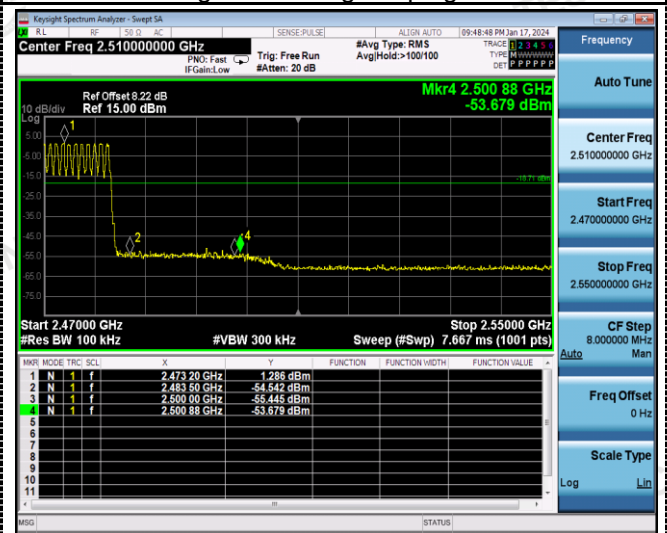 Keysight Spectrum Analyzer - Swept SA
RL RF 50 Ω AC SENSE:PULSE ALIGN AUTO 09:48:48 PM Jan 17, 2024
Center Freq 2.510000000 GHz
PNO: Fast
IFGain:Low
Trig: Free Run
#Atten: 20 dB
#Avg Type: RMS
Avg|Hold:>100/100
TRACE 1 2 3 4 5 6
TYPE M W W W W W
DET P P P P P P
Frequency
Auto Tune
Center Freq
2.510000000 GHz
Start Freq
2.470000000 GHz
Stop Freq
2.550000000 GHz
CF Step
8.000000 MHz
Auto Man
Freq Offset
0 Hz
Scale Type
Log Lin
Mkr4 2.500 88 GHz
-53.679 dBm
Ref Offset 8.22 dB
10 dB/div Ref 15.00 dBm
Log
5.00
-5.00
-15.0
-25.0
-35.0
-45.0
-55.0
-65.0
-75.0
1
2
4
-18.71 dBm
Start 2.47000 GHz Stop 2.55000 GHz
#Res BW 100 kHz #VBW 300 kHz Sweep (#Swp) 7.667 ms (1001 pts)
MKR MODE TRC SCL X Y FUNCTION FUNCTION WIDTH FUNCTION VALUE
1 N 1 f 2.473 20 GHz 1.286 dBm
2 N 1 f 2.483 50 GHz -54.542 dBm
3 N 1 f 2.500 00 GHz -55.445 dBm
4 N 1 f 2.500 88 GHz -53.679 dBm
5
6
7
8
9
10
11
MSG STATUS